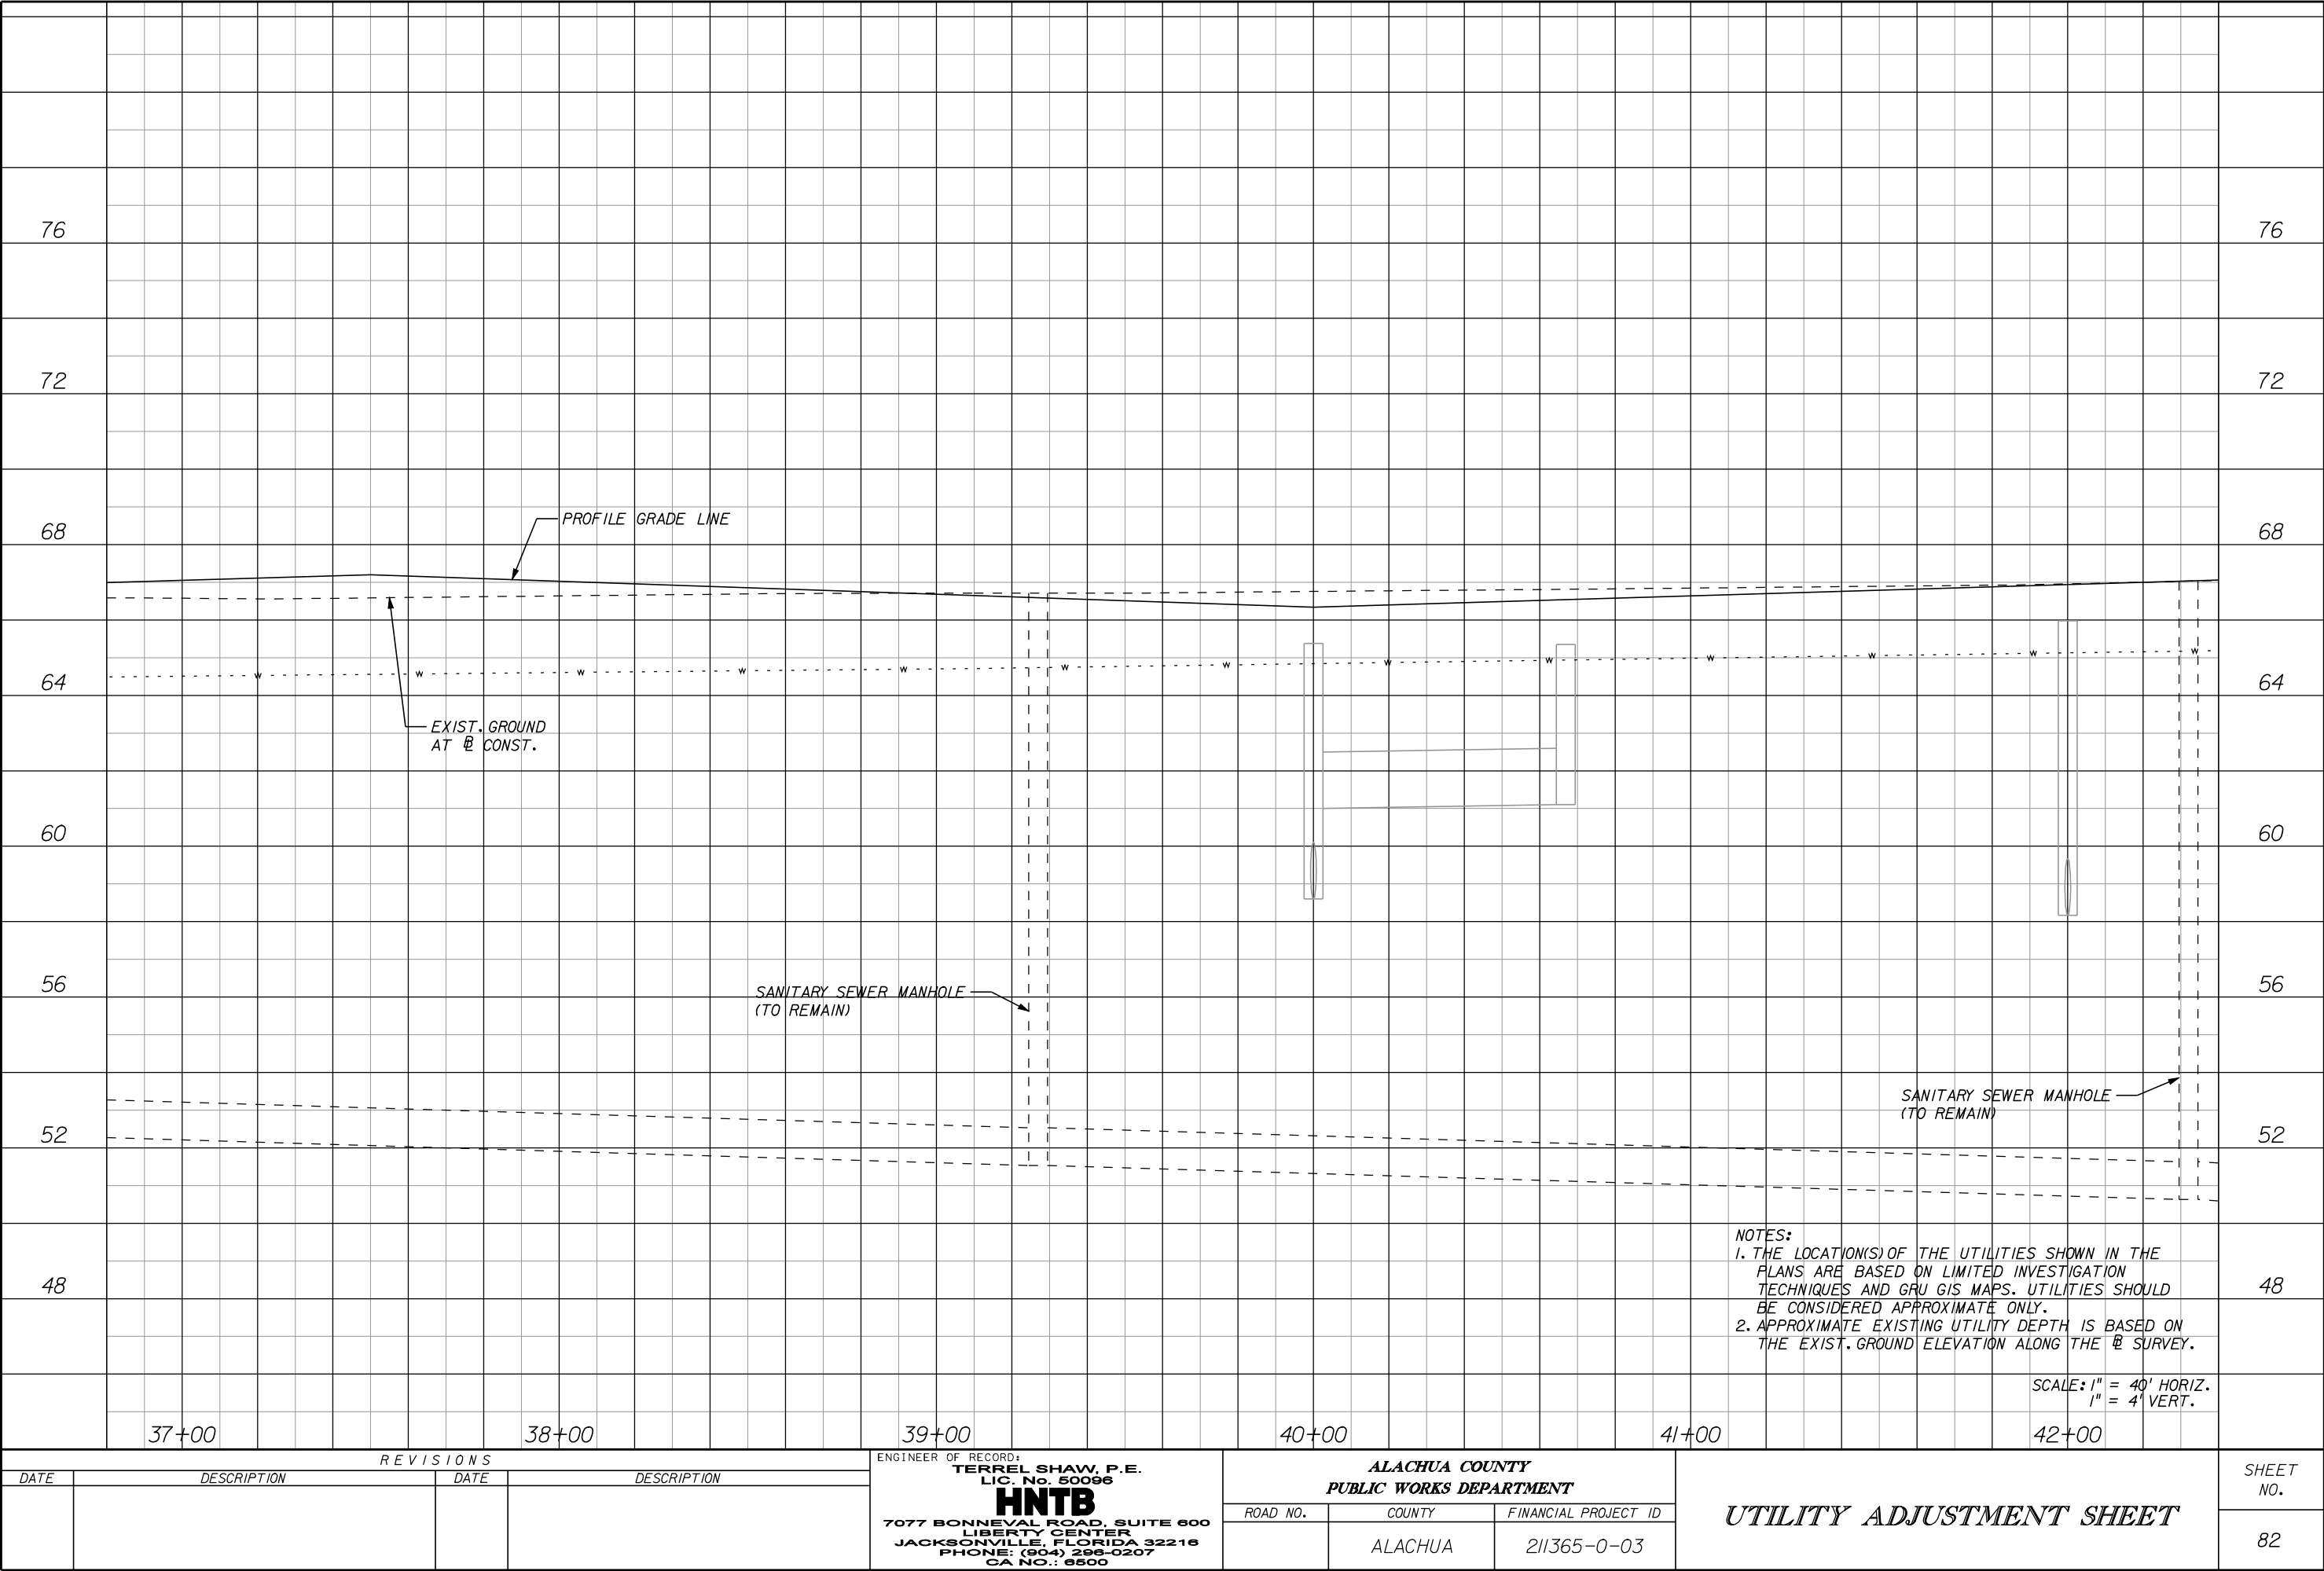 76 76
72 72
PROFILE GRADE LINE
68 68
W W W W W W W W W W W W W
64 64
EXIST. GROUND
AT ℄ CONST.
60 60
SANITARY SEWER MANHOLE
(TO REMAIN)
56 56
SANITARY SEWER MANHOLE
(TO REMAIN)
52 52
NOTES:
1. THE LOCATION(S) OF THE UTILITIES SHOWN IN THE
PLANS ARE BASED ON LIMITED INVESTIGATION
TECHNIQUES AND GRU GIS MAPS. UTILITIES SHOULD
BE CONSIDERED APPROXIMATE ONLY.
2. APPROXIMATE EXISTING UTILITY DEPTH IS BASED ON
THE EXIST. GROUND ELEVATION ALONG THE BL SURVEY.
48 48
SCALE: 1" = 40' HORIZ.
1" = 4' VERT.
37+00 38+00 39+00 40+00 41+00 42+00
REVISIONS
DATE DESCRIPTION DATE DESCRIPTION
ENGINEER OF RECORD:
TERREL SHAW, P.E.
LIC. No. 50096
HNTB
7077 BONNEVAL ROAD, SUITE 600
LIBERTY CENTER
JACKSONVILLE, FLORIDA 32216
PHONE: (904) 296-0207
CA NO.: 6500
ALACHUA COUNTY
PUBLIC WORKS DEPARTMENT
ROAD NO. COUNTY FINANCIAL PROJECT ID
ALACHUA 211365-0-03
UTILITY ADJUSTMENT SHEET
SHEET
NO.
82